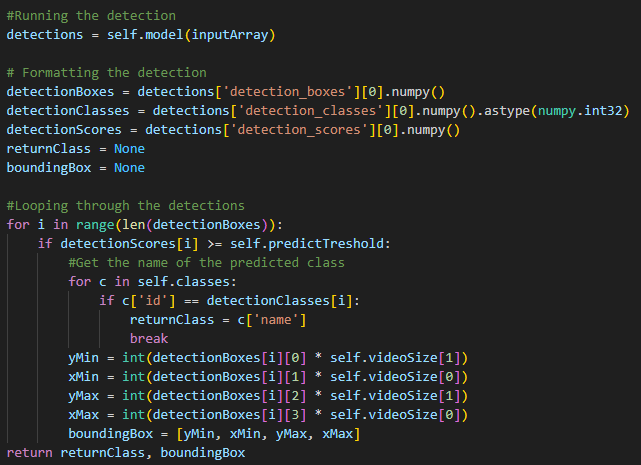 #Running the detection
detections = self.model(inputArray)
# Formatting the detection
detectionBoxes = detections['detection_boxes'][0].numpy()
detectionClasses = detections['detection_classes'][0].numpy().astype(numpy.int32)
detectionScores = detections['detection_scores'][0].numpy()
returnClass = None
boundingBox = None
#Looping through the detections
for i in range(len(detectionBoxes)):
    if detectionScores[i] >= self.predictTreshold:
        #Get the name of the predicted class
        for c in self.classes:
            if c['id'] == detectionClasses[i]:
                returnClass = c['name']
                break
        yMin = int(detectionBoxes[i][0] * self.videoSize[1])
        xMin = int(detectionBoxes[i][1] * self.videoSize[0])
        yMax = int(detectionBoxes[i][2] * self.videoSize[1])
        xMax = int(detectionBoxes[i][3] * self.videoSize[0])
        boundingBox = [yMin, xMin, yMax, xMax]
return returnClass, boundingBox